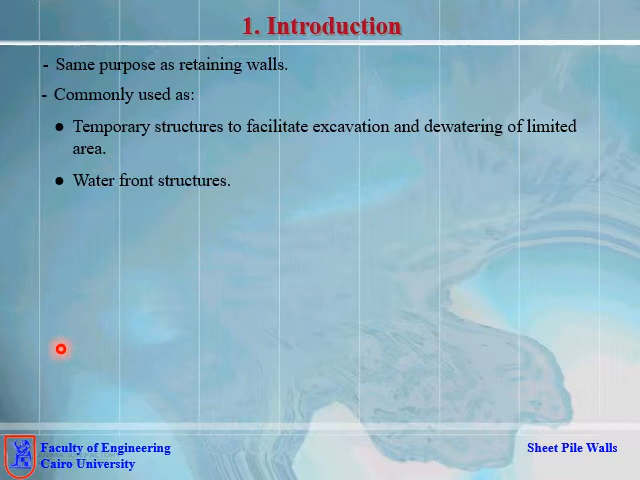 1. Introduction
- Same purpose as retaining walls.
- Commonly used as:
● Temporary structures to facilitate excavation and dewatering of limited
area.
● Water front structures.
Faculty of Engineering
Cairo University
Sheet Pile Walls